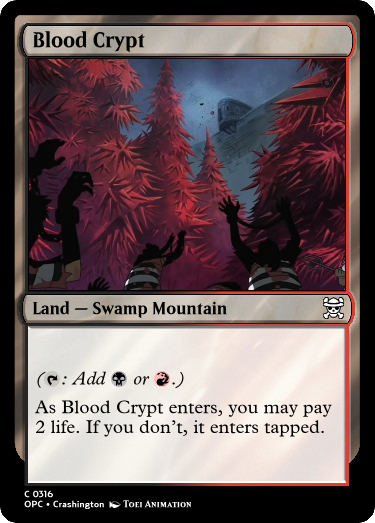 Blood Crypt
Land — Swamp Mountain
(: Add or .)
As Blood Crypt enters, you may pay
2 life. If you don't, it enters tapped.
C 0316
OPC • Crashington TOEI ANIMATION